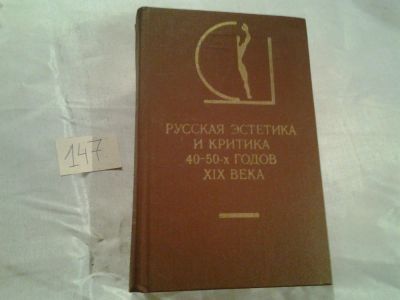 147
РУССКАЯ ЭСТЕТИКА
И КРИТИКА
40-50-х ГОДОВ
XIX ВЕКА